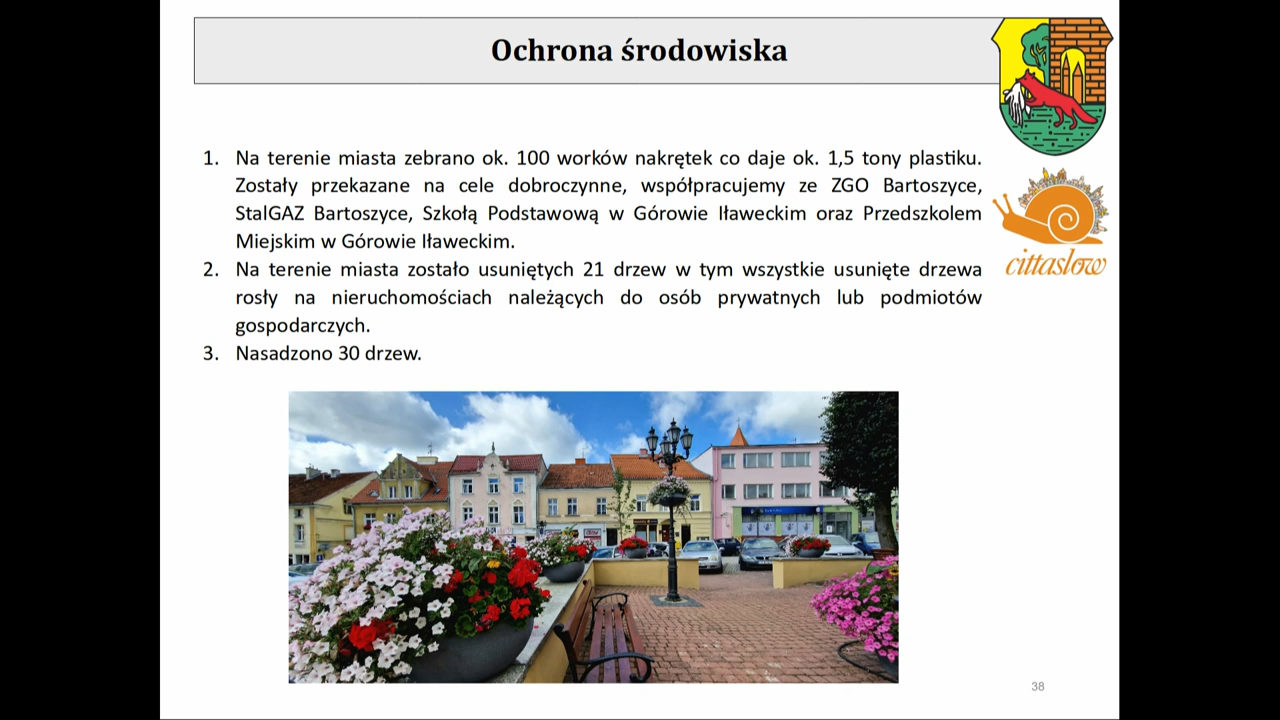 Ochrona środowiska
1. Na terenie miasta zebrano ok. 100 worków nakrętek co daje ok. 1,5 tony plastiku.
Zostały przekazane na cele dobroczynne, współpracujemy ze ZGO Bartoszyce,
StalGAZ Bartoszyce, Szkołą Podstawową w Górowie Iławeckim oraz Przedszkolem
Miejskim w Górowie Iławeckim.
2. Na terenie miasta zostało usuniętych 21 drzew w tym wszystkie usunięte drzewa
rosły na nieruchomościach należących do osób prywatnych lub podmiotów
gospodarczych.
3. Nasadzono 30 drzew.
cittaslow
38